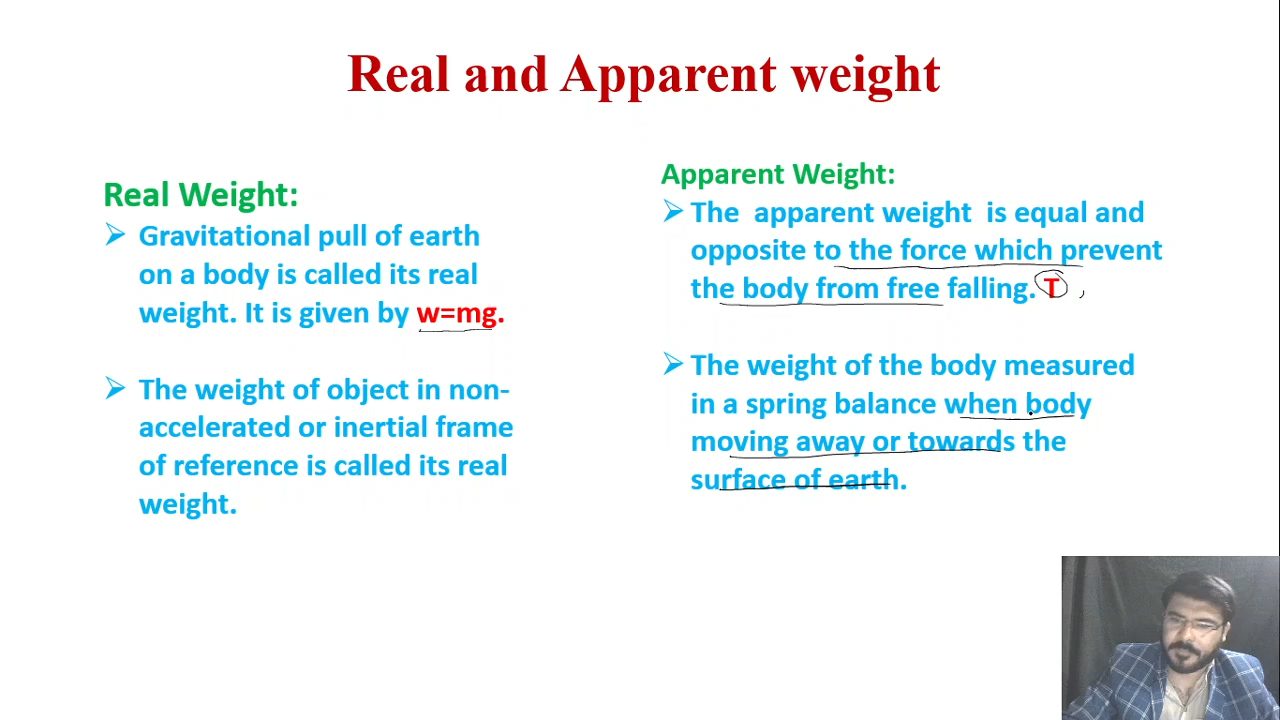 Real and Apparent weight
Real Weight:
Gravitational pull of earth
on a body is called its real
weight. It is given by w=mg.
The weight of object in non-
accelerated or inertial frame
of reference is called its real
weight.
Apparent Weight:
The apparent weight is equal and
opposite to the force which prevent
the body from free falling. T
The weight of the body measured
in a spring balance when body
moving away or towards the
surface of earth.